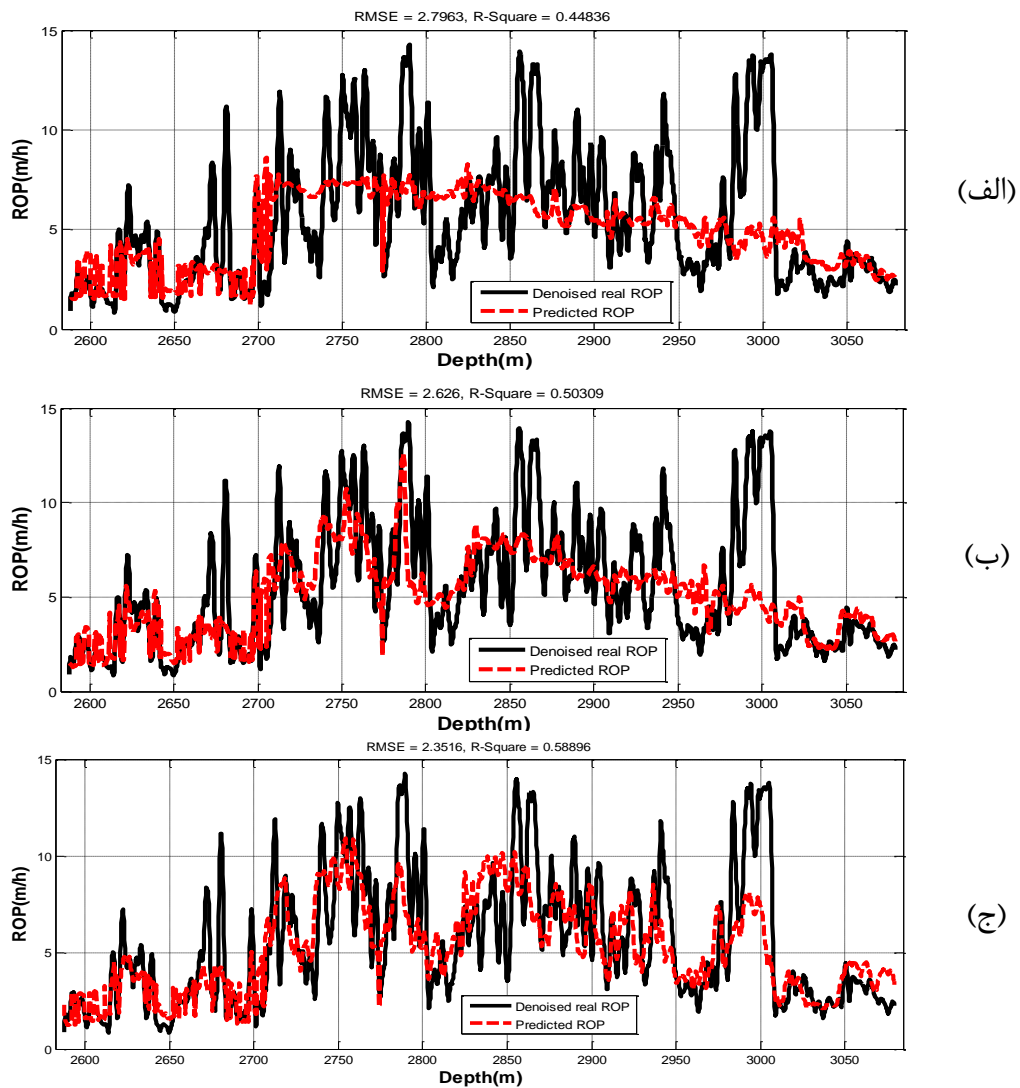 RMSE = 2.7963, R-Square = 0.44836
ROP(m/h)
15
10
5
0
Denoised real ROP
Predicted ROP
2600 2650 2700 2750 2800 2850 2900 2950 3000 3050
Depth(m)
(الف)
RMSE = 2.626, R-Square = 0.50309
ROP(m/h)
15
10
5
0
Denoised real ROP
Predicted ROP
2600 2650 2700 2750 2800 2850 2900 2950 3000 3050
Depth(m)
(ب)
RMSE = 2.3516, R-Square = 0.58896
ROP(m/h)
15
10
5
0
Denoised real ROP
Predicted ROP
2600 2650 2700 2750 2800 2850 2900 2950 3000 3050
Depth(m)
(ج)